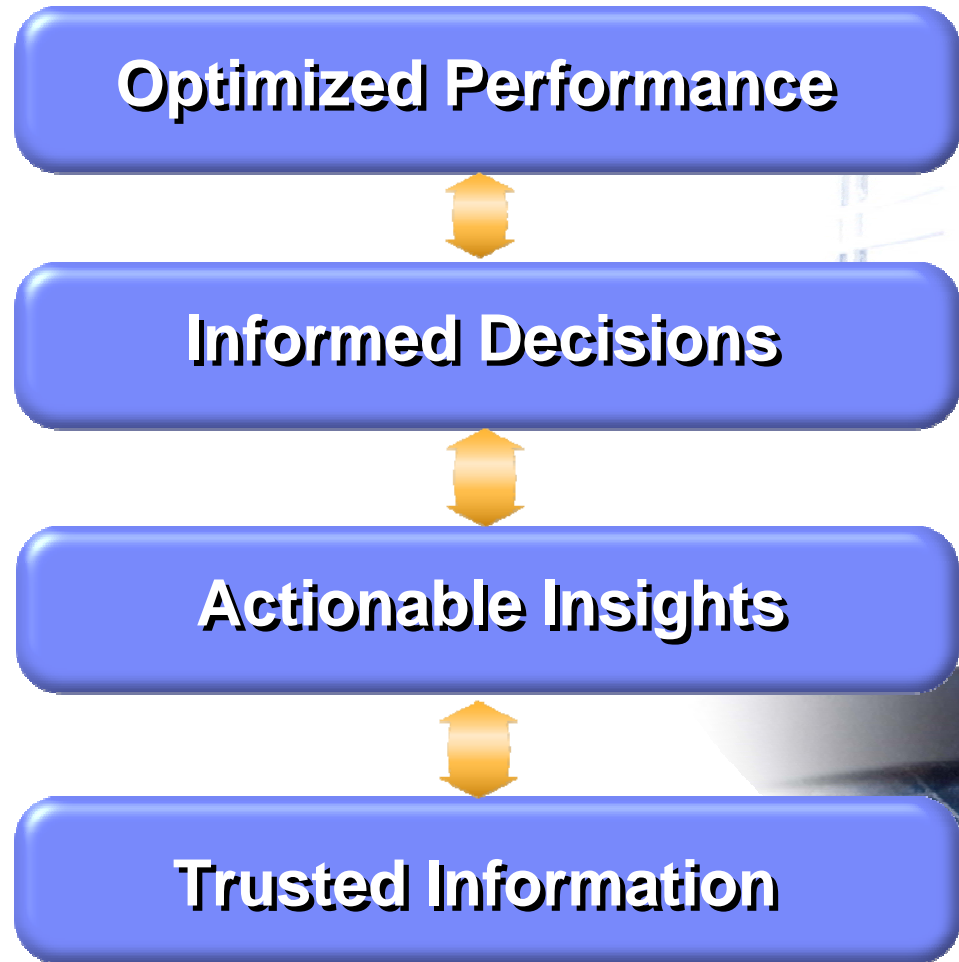 Optimized Performance
Informed Decisions
Actionable Insights
Trusted Information